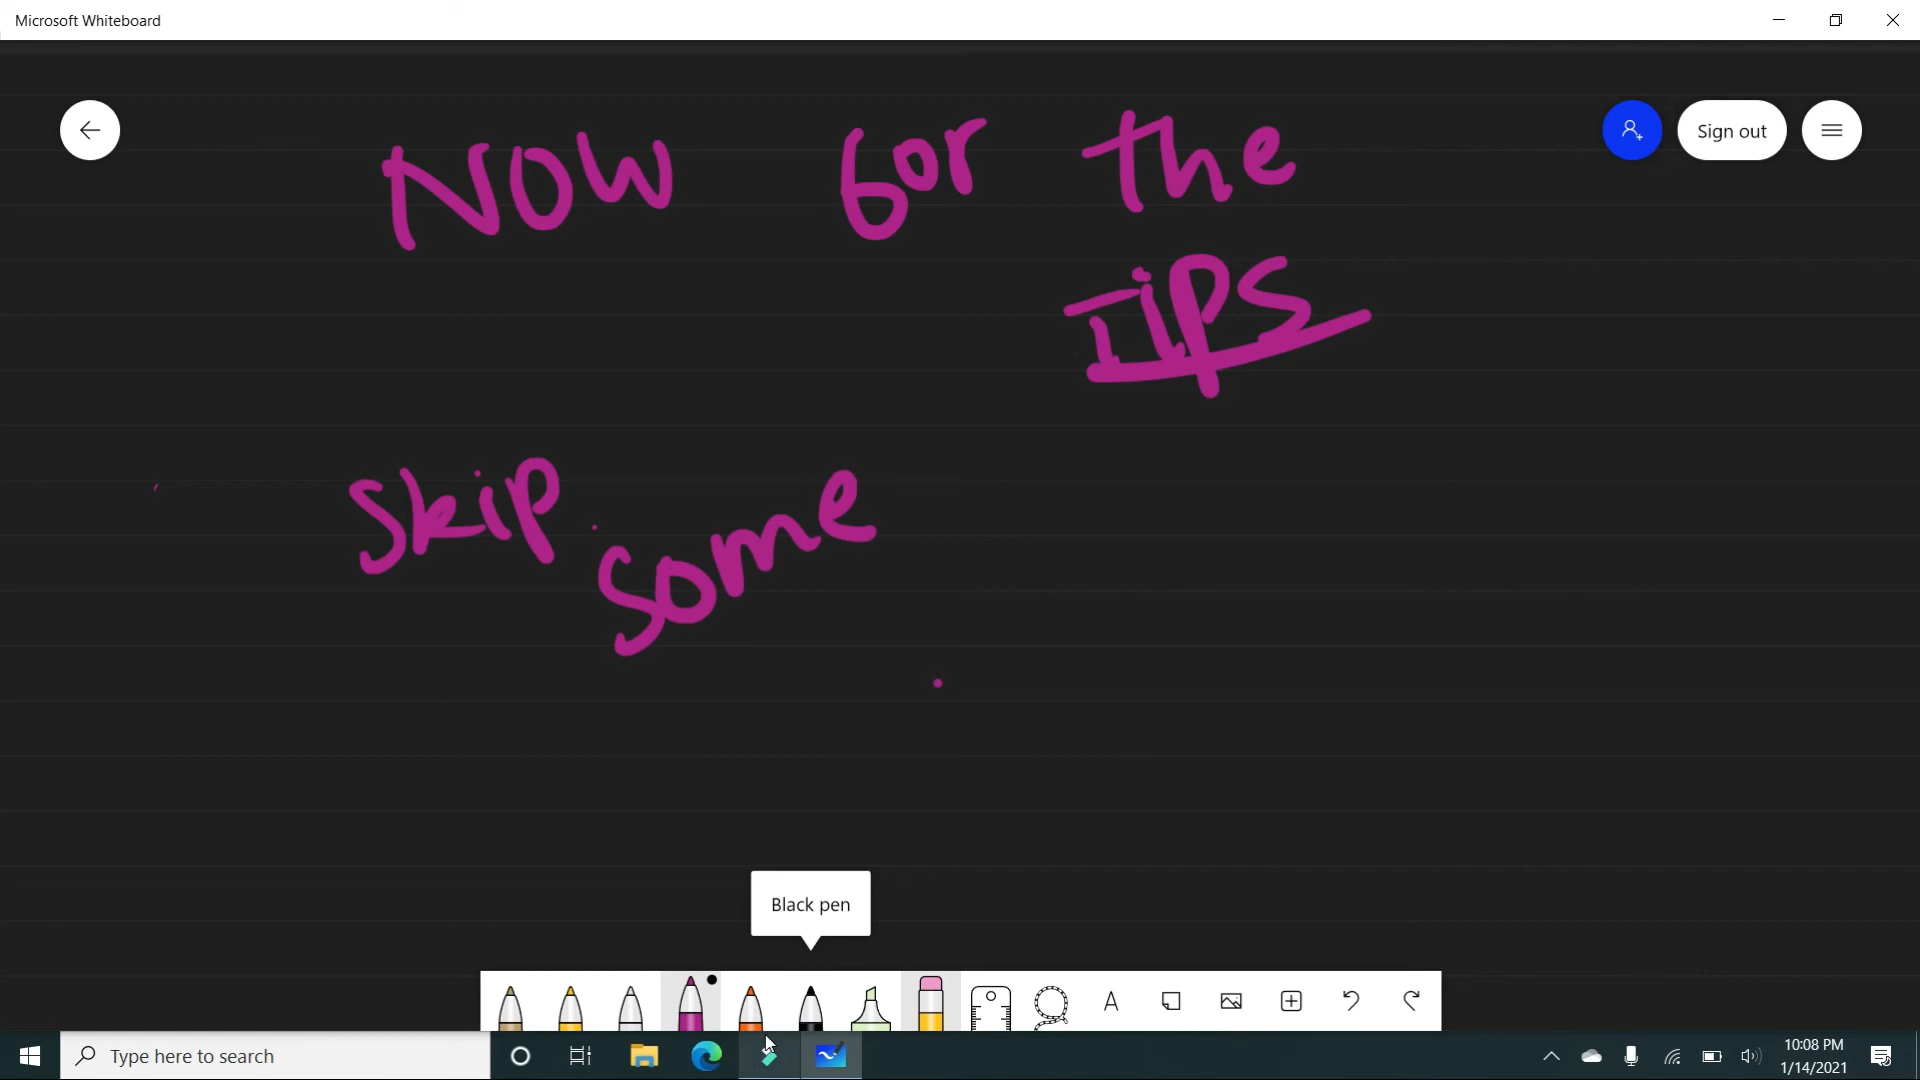 Microsoft Whiteboard
Sign out
Now for the
Tips
Skip
some
Black pen
A
Type here to search
10:08 PM
1/14/2021